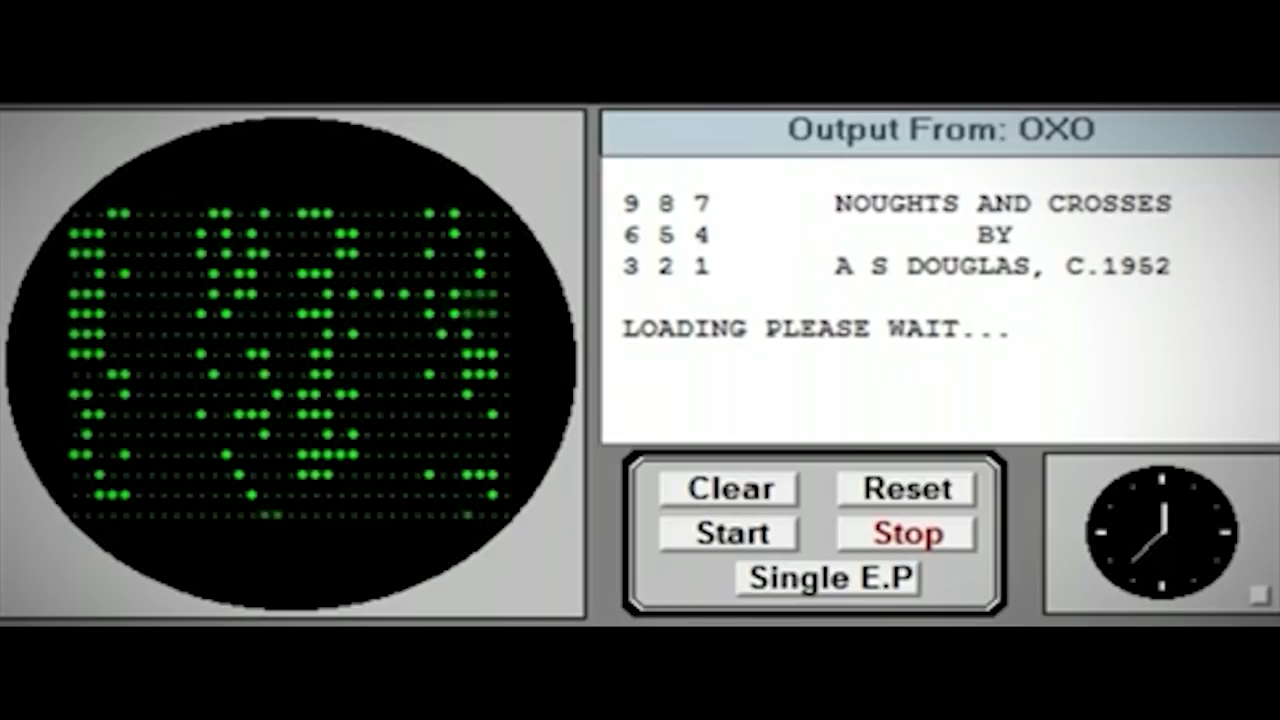 Output From: OXO
9 8 7 NOUGHTS AND CROSSES
6 5 4 BY
3 2 1 A S DOUGLAS, C.1952
LOADING PLEASE WAIT...
Clear Reset
Start Stop
Single E.P